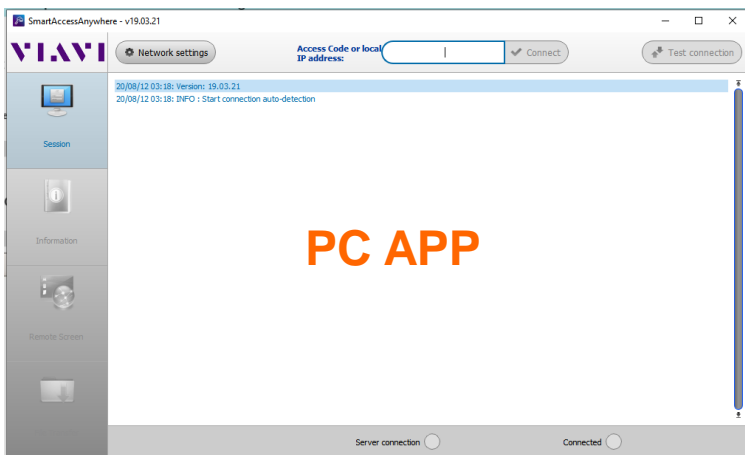 SmartAccessAnywhere - v19.03.21
VIAVI
Network settings
Access Code or local
IP address:
Connect
Test connection
20/08/12 03:18: Version: 19.03.21
20/08/12 03:18: INFO : Start connection auto-detection
Session
Information
Remote Screen
PC APP
Server connection
Connected